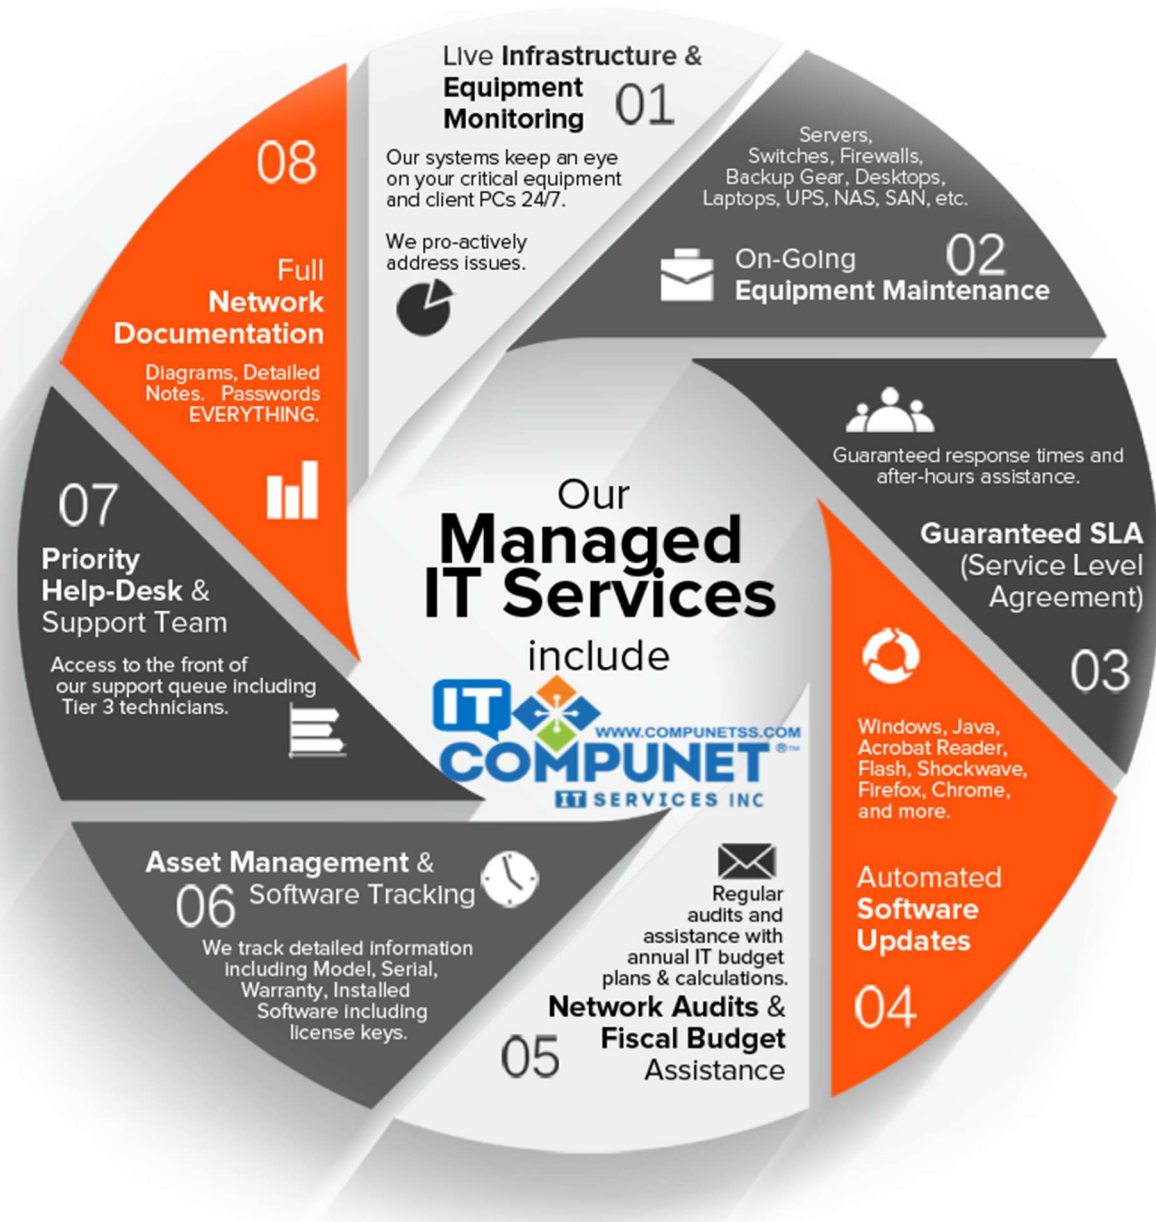 Our
Managed
IT Services
include
IT
WWW.COMPUNETSS.COM
COMPUNET ®™
IT SERVICES INC
Live Infrastructure &
Equipment
Monitoring
01
Our systems keep an eye
on your critical equipment
and client PCs 24/7.
We pro-actively
address issues.
Servers,
Switches, Firewalls,
Backup Gear, Desktops,
Laptops, UPS, NAS, SAN, etc.
02
On-Going
Equipment Maintenance
Guaranteed response times and
after-hours assistance.
Guaranteed SLA
(Service Level
Agreement)
03
Windows, Java,
Acrobat Reader,
Flash, Shockwave,
Firefox, Chrome,
and more.
Automated
Software
Updates
04
Regular
audits and
assistance with
annual IT budget
plans & calculations.
Network Audits &
Fiscal Budget
Assistance
05
Asset Management &
Software Tracking
06
We track detailed information
including Model, Serial,
Warranty, Installed
Software including
license keys.
07
Priority
Help-Desk &
Support Team
Access to the front of
our support queue including
Tier 3 technicians.
08
Full
Network
Documentation
Diagrams, Detailed
Notes. Passwords
EVERYTHING.